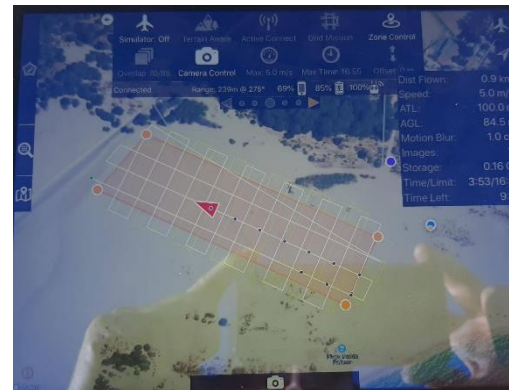 Simulator: Off
Terrain Aware
Active Connect
Grid Mission
Zone Control
Overlap 70/65
Camera Control
Max: 5.0 m/s
Max Time: 16:55
Offset
Connected
Range: 239m @ 275°
69%
85%
100%
Dist Flown: 0.9
Speed: 5.0 m/
ATL: 100.0
AGL: 84.5
Motion Blur: 1.0
Images:
Storage: 0.16
Time/Limit: 3:53/16:
Time Left: 9: